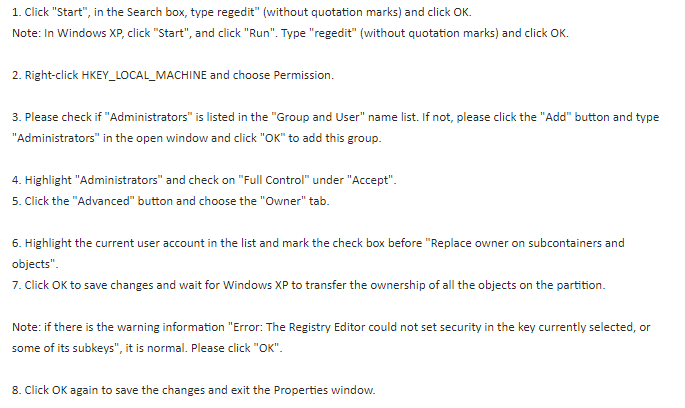 1. Click "Start", in the Search box, type regedit" (without quotation marks) and click OK.
Note: In Windows XP, click "Start", and click "Run". Type "regedit" (without quotation marks) and click OK.
2. Right-click HKEY_LOCAL_MACHINE and choose Permission.
3. Please check if "Administrators" is listed in the "Group and User" name list. If not, please click the "Add" button and type
"Administrators" in the open window and click "OK" to add this group.
4. Highlight "Administrators" and check on "Full Control" under "Accept".
5. Click the "Advanced" button and choose the "Owner" tab.
6. Highlight the current user account in the list and mark the check box before "Replace owner on subcontainers and
objects".
7. Click OK to save changes and wait for Windows XP to transfer the ownership of all the objects on the partition.
Note: if there is the warning information "Error: The Registry Editor could not set security in the key currently selected, or
some of its subkeys", it is normal. Please click "OK".
8. Click OK again to save the changes and exit the Properties window.